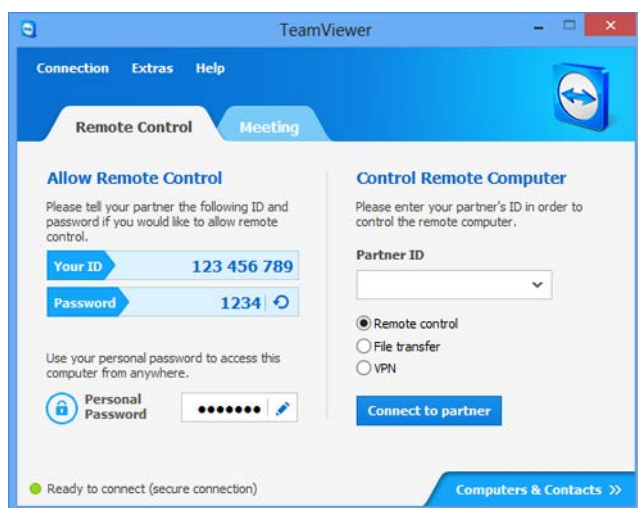 TeamViewer
Connection Extras Help
Remote Control Meeting
Allow Remote Control
Please tell your partner the following ID and
password if you would like to allow remote
control.
Your ID 123 456 789
Password 1234
Use your personal password to access this
computer from anywhere.
Personal
Password
Control Remote Computer
Please enter your partner's ID in order to
control the remote computer.
Partner ID
Remote control
File transfer
VPN
Connect to partner
Ready to connect (secure connection)
Computers & Contacts >>